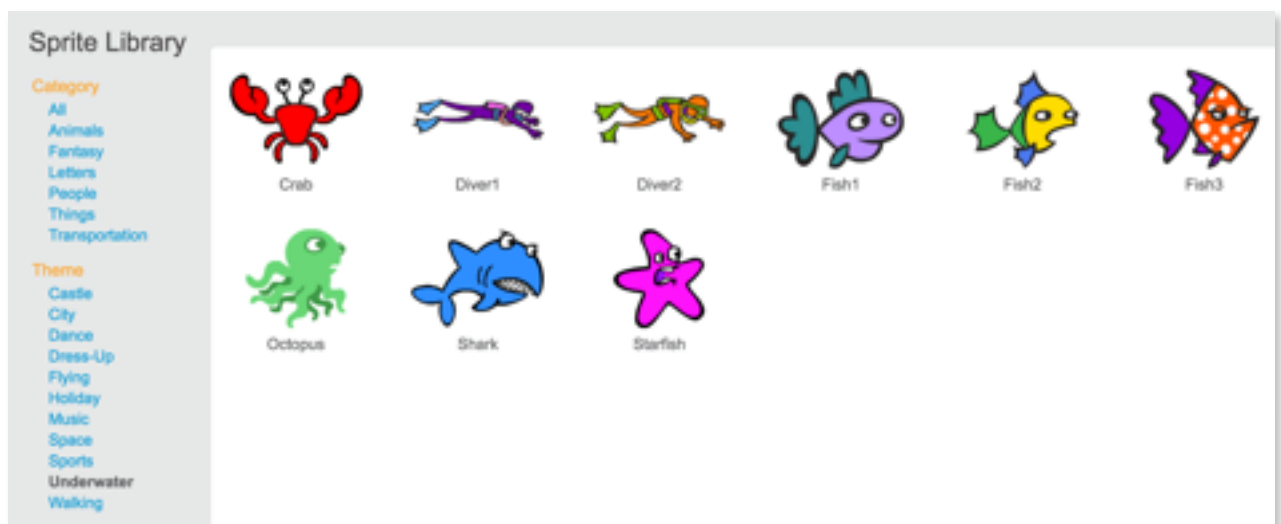 Sprite Library
Category
All
Animals
Fantasy
Letters
People
Things
Transportation
Theme
Castle
City
Dance
Dress-Up
Flying
Holiday
Music
Space
Sports
Underwater
Walking
Crab Diver1 Diver2 Fish1 Fish2 Fish3
Octopus Shark Starfish